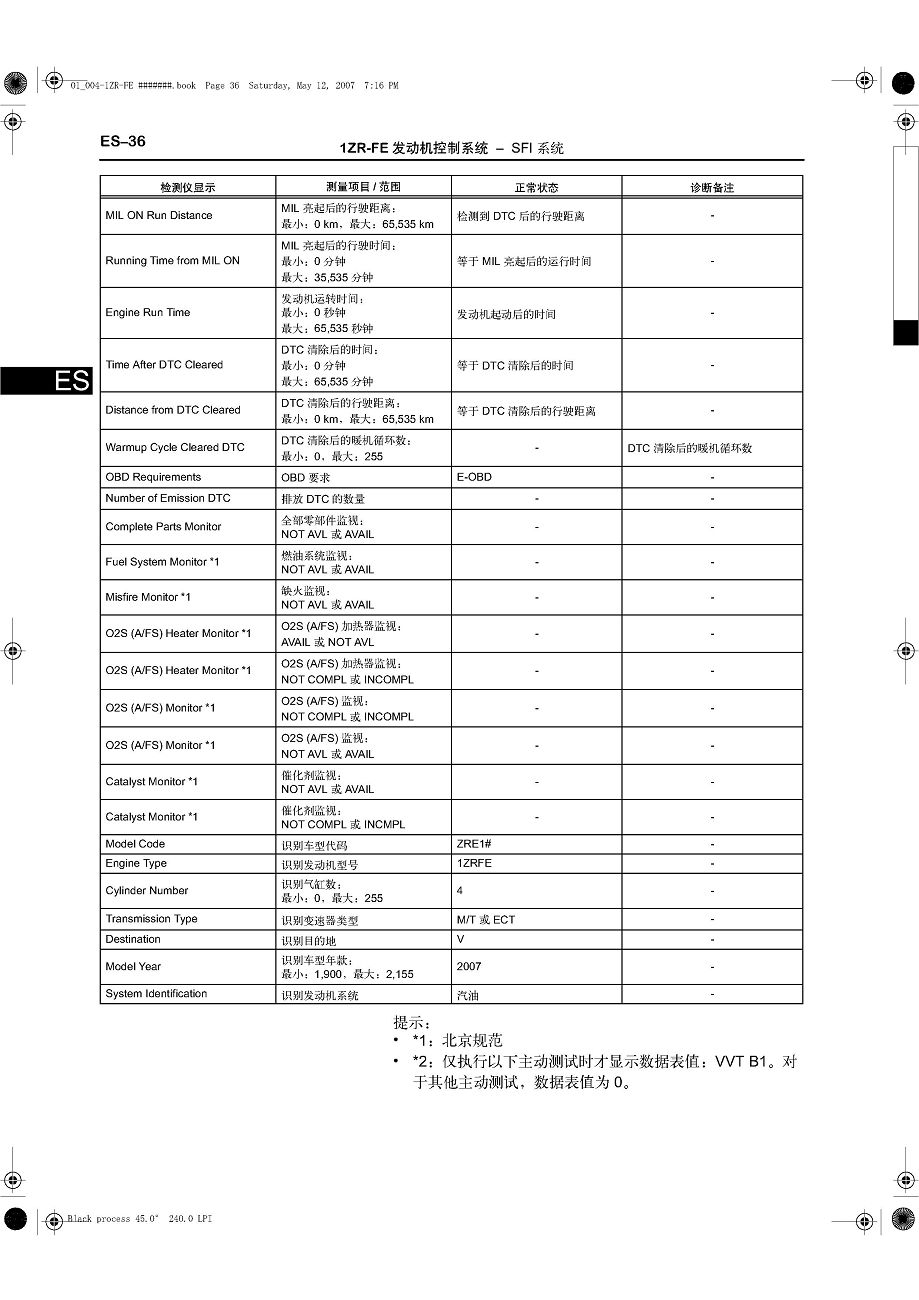 01_004-1ZR-FE #######.book Page 36 Saturday, May 12, 2007 7:16 PM
ES–36
1ZR-FE 发动机控制系统 – SFI 系统
ES
检测仪显示 测量项目 / 范围 正常状态 诊断备注
MIL ON Run Distance MIL 亮起后的行驶距离： 检测到 DTC 后的行驶距离 -
最小：0 km，最大：65,535 km
Running Time from MIL ON MIL 亮起后的行驶时间： 等于 MIL 亮起后的运行时间 -
最小：0 分钟
最大：35,535 分钟
Engine Run Time 发动机运转时间： 发动机起动后的时间 -
最小：0 秒钟
最大：65,535 秒钟
Time After DTC Cleared DTC 清除后的时间： 等于 DTC 清除后的时间 -
最小：0 分钟
最大：65,535 分钟
Distance from DTC Cleared DTC 清除后的行驶距离： 等于 DTC 清除后的行驶距离 -
最小：0 km，最大：65,535 km
Warmup Cycle Cleared DTC DTC 清除后的暖机循环数： - DTC 清除后的暖机循环数
最小：0，最大：255
OBD Requirements OBD 要求 E-OBD -
Number of Emission DTC 排放 DTC 的数量 - -
Complete Parts Monitor 全部零部件监视： - -
NOT AVL 或 AVAIL
Fuel System Monitor *1 燃油系统监视： - -
NOT AVL 或 AVAIL
Misfire Monitor *1 缺火监视： - -
NOT AVL 或 AVAIL
O2S (A/FS) Heater Monitor *1 O2S (A/FS) 加热器监视： - -
AVAIL 或 NOT AVL
O2S (A/FS) Heater Monitor *1 O2S (A/FS) 加热器监视： - -
NOT COMPL 或 INCOMPL
O2S (A/FS) Monitor *1 O2S (A/FS) 监视： - -
NOT COMPL 或 INCOMPL
O2S (A/FS) Monitor *1 O2S (A/FS) 监视： - -
NOT AVL 或 AVAIL
Catalyst Monitor *1 催化剂监视： - -
NOT AVL 或 AVAIL
Catalyst Monitor *1 催化剂监视： - -
NOT COMPL 或 INCMPL
Model Code 识别车型代码 ZRE1# -
Engine Type 识别发动机型号 1ZRFE -
Cylinder Number 识别气缸数： 4 -
最小：0，最大：255
Transmission Type 识别变速器类型 M/T 或 ECT -
Destination 识别目的地 V -
Model Year 识别车型年款： 2007 -
最小：1,900，最大：2,155
System Identification 识别发动机系统 汽油 -
提示：
• *1：北京规范
• *2：仅执行以下主动测试时才显示数据表值：VVT B1。对
于其他主动测试，数据表值为 0。
Black process 45.0° 240.0 LPI